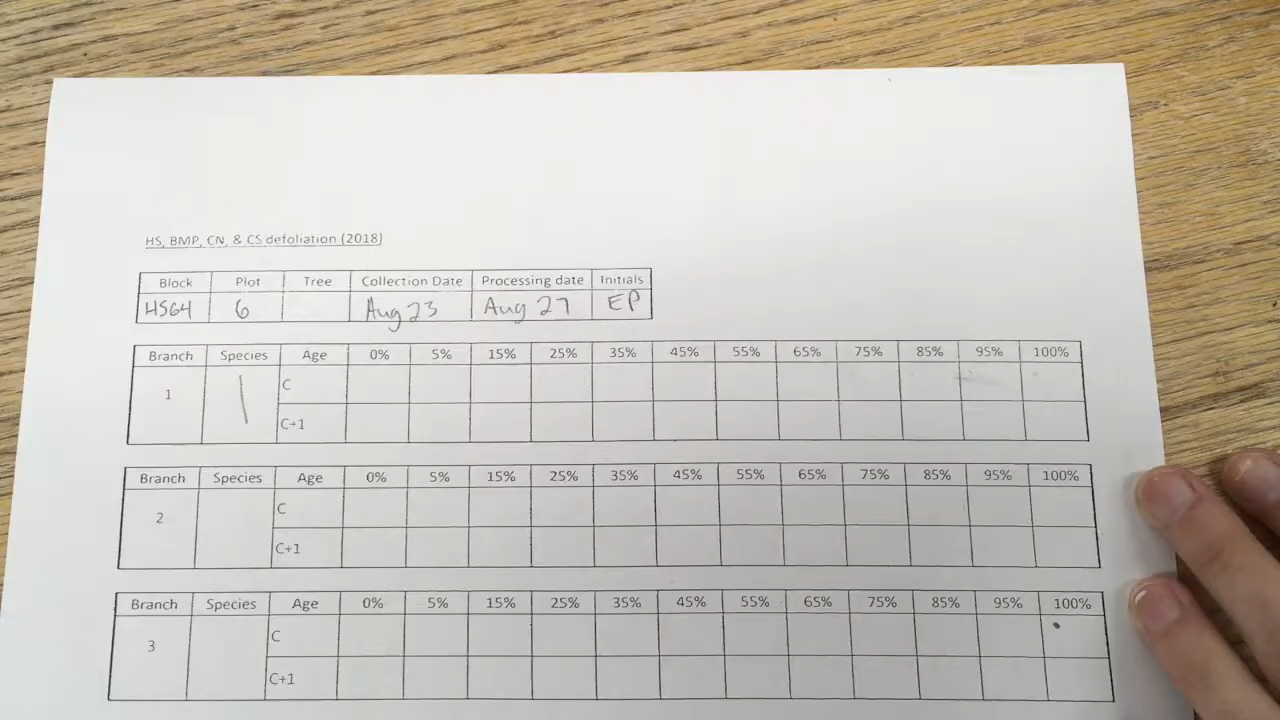 HS, BMP, CN, & CS defoliation (2018)
Block Plot Tree Collection Date Processing date Initials
HS64 6 Aug 23 Aug 27 EP
Branch Species Age 0% 5% 15% 25% 35% 45% 55% 65% 75% 85% 95% 100%
1 | C
C+1
Branch Species Age 0% 5% 15% 25% 35% 45% 55% 65% 75% 85% 95% 100%
2 C
C+1
Branch Species Age 0% 5% 15% 25% 35% 45% 55% 65% 75% 85% 95% 100%
3 C
C+1